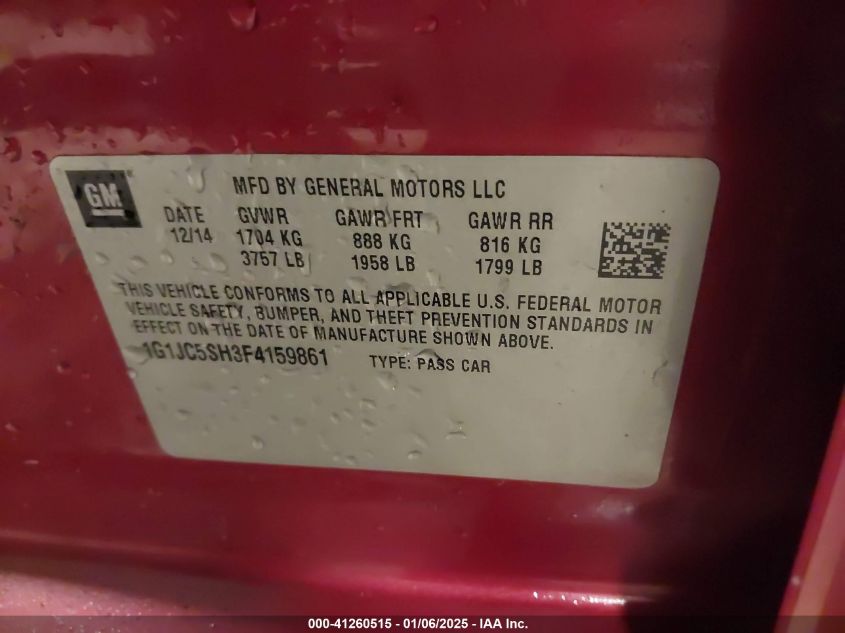 GM
MFD BY GENERAL MOTORS LLC
DATE GVWR GAWR FRT GAWR RR
12/14 1704 KG 888 KG 816 KG
3757 LB 1958 LB 1799 LB
THIS VEHICLE CONFORMS TO ALL APPLICABLE U.S. FEDERAL MOTOR
VEHICLE SAFETY, BUMPER, AND THEFT PREVENTION STANDARDS IN
EFFECT ON THE DATE OF MANUFACTURE SHOWN ABOVE.
1G1JC5SH3F4159861 TYPE: PASS CAR
000-41260515 - 01/06/2025 - IAA Inc.